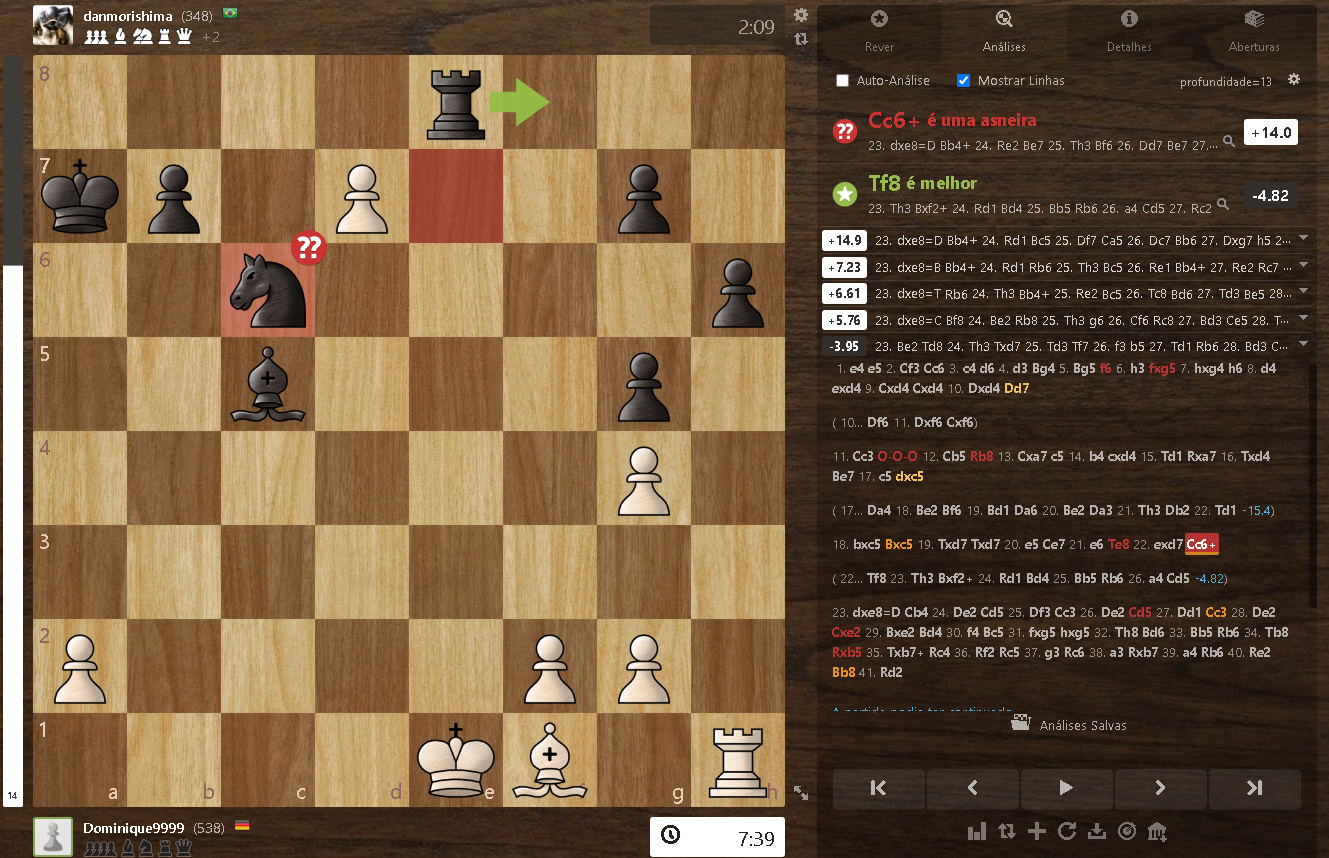 danmorishima (348)
+2
2:09
8
7
6
5
4
3
2
1
a b c d e f g h
??
14
Dominique9999 (538)
7:39
Rever Análises Detalhes Aberturas
Auto-Análise Mostrar Linhas profundidade=13
?? Cc6+ é uma asneira +14.0
23. dxe8=D Bb4+ 24. Re2 Be7 25. Th3 Bf6 26. Dd7 Be7 27....
Tf8 é melhor -4.82
23. Th3 Bxf2+ 24. Rd1 Bd4 25. Bb5 Rb6 26. a4 Cd5 27. Rc2
+14.9 23. dxe8=D Bb4+ 24. Rd1 Bc5 25. Df7 Ca5 26. Dc7 Bb6 27. Dxg7 h5 2...
+7.23 23. dxe8=B Bb4+ 24. Rd1 Rb6 25. Th3 Bc5 26. Re1 Bb4+ 27. Re2 Rc7 ...
+6.61 23. dxe8=T Rb6 24. Th3 Bb4+ 25. Re2 Bc5 26. Tc8 Bd6 27. Td3 Be5 28...
+5.76 23. dxe8=C Bf8 24. Be2 Rb8 25. Th3 g6 26. Cf6 Rc8 27. Bd3 Ce5 28. T...
-3.95 23. Be2 Td8 24. Th3 Txd7 25. Td3 Tf7 26. f3 b5 27. Td1 Rb6 28. Bd3 C...
1. e4 e5 2. Cf3 Cc6 3. c4 d6 4. d3 Bg4 5. Bg5 f6 6. h3 fxg5 7. hxg4 h6 8. d4
exd4 9. Cxd4 Cxd4 10. Dxd4 Dd7
( 10... Df6 11. Dxf6 Cxf6)
11. Cc3 O-O-O 12. Cb5 Rb8 13. Cxa7 c5 14. b4 cxd4 15. Td1 Rxa7 16. Txd4
Be7 17. c5 dxc5
( 17... Da4 18. Be2 Bf6 19. Bd1 Da6 20. Be2 Da3 21. Th3 Db2 22. Td1 -15.4)
18. bxc5 Bxc5 19. Txd7 Txd7 20. e5 Ce7 21. e6 Te8 22. exd7 Cc6+
( 22... Tf8 23. Th3 Bxf2+ 24. Rd1 Bd4 25. Bb5 Rb6 26. a4 Cd5 -4.82)
23. dxe8=D Cb4 24. De2 Cd5 25. Df3 Cc3 26. De2 Cd5 27. Dd1 Cc3 28. De2
Cxe2 29. Bxe2 Bd4 30. f4 Bc5 31. fxg5 hxg5 32. Th8 Bd6 33. Bb5 Rb6 34. Tb8
Rxb5 35. Txb7+ Rc4 36. Rf2 Rc5 37. g3 Rc6 38. a3 Rxb7 39. a4 Rb6 40. Re2
Bb8 41. Rd2
Análises Salvas